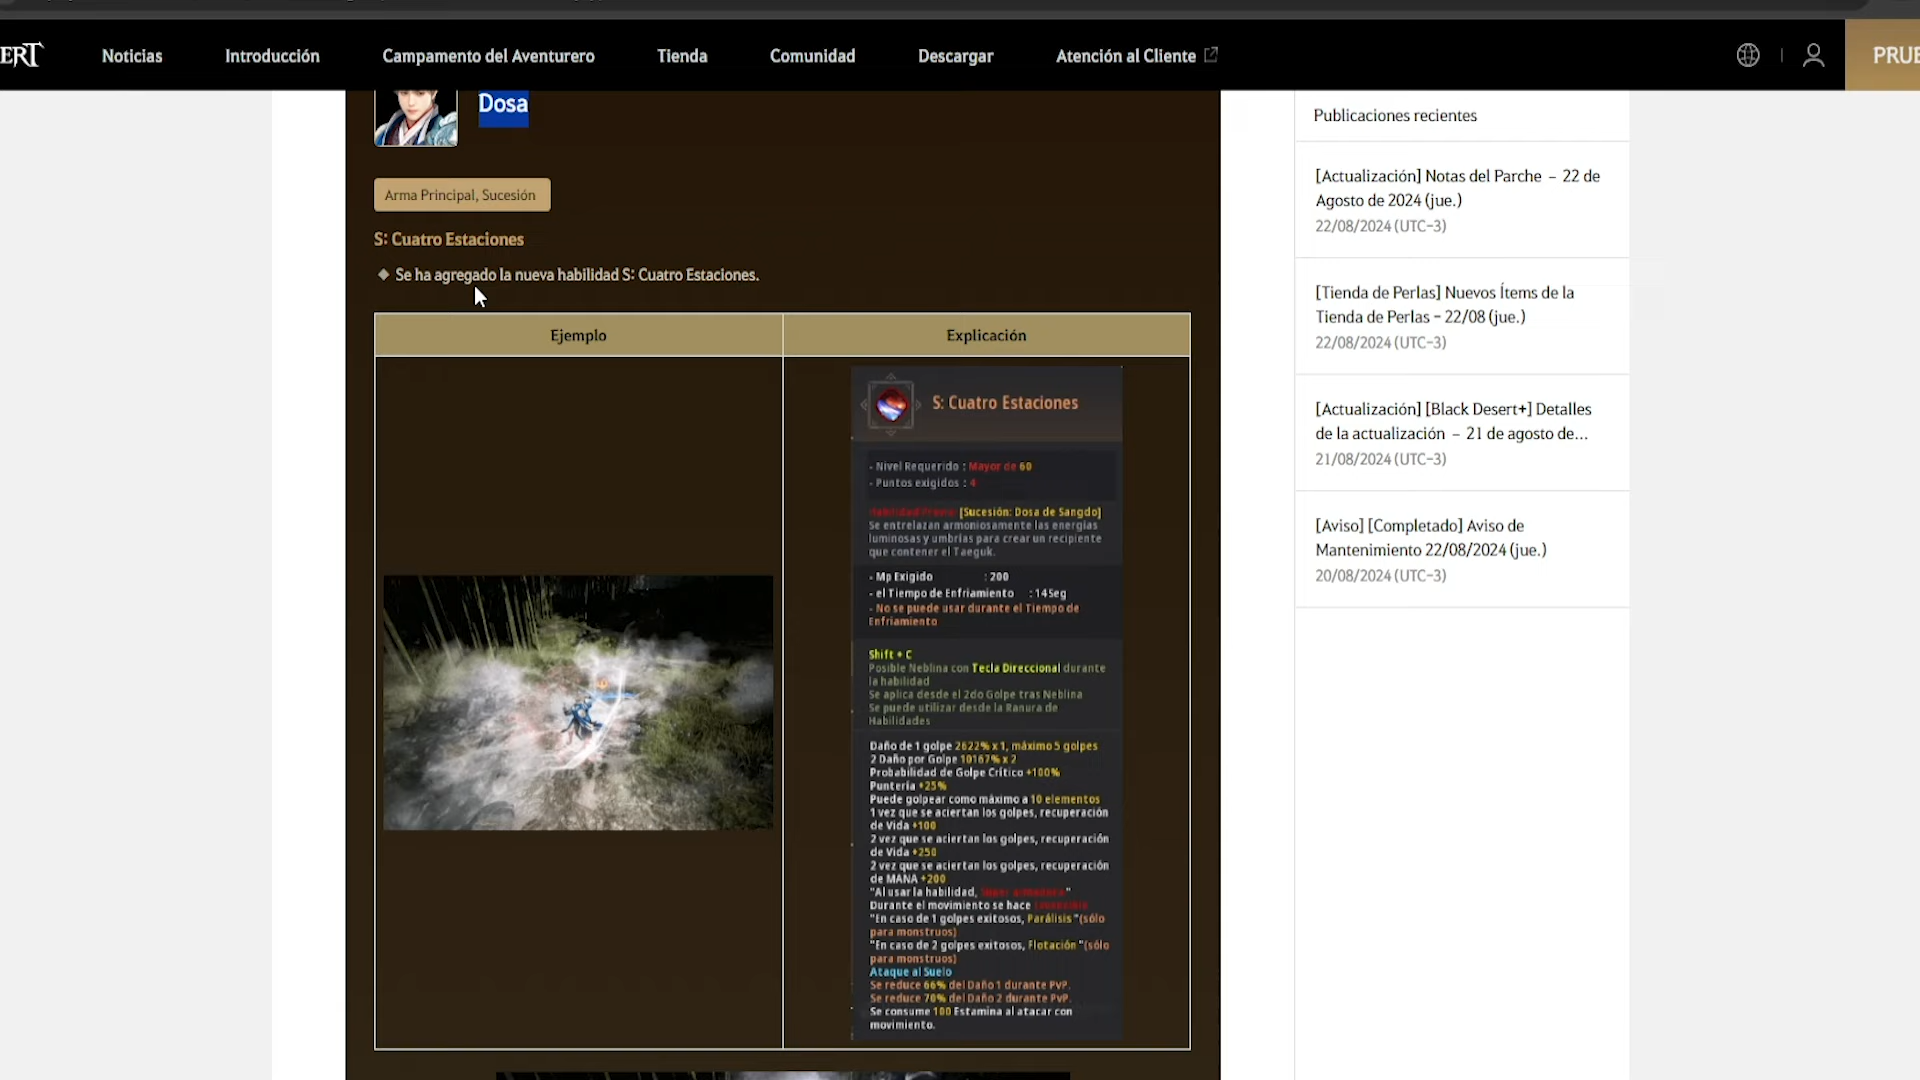 ERT
Noticias
Introducción
Campamento del Aventurero
Tienda
Comunidad
Descargar
Atención al Cliente
PRUE
Dosa
Arma Principal, Sucesión
S: Cuatro Estaciones
Se ha agregado la nueva habilidad S: Cuatro Estaciones.
Ejemplo
Explicación
S: Cuatro Estaciones
- Nivel Requerido : Mayor de 60
- Puntos exigidos : 4
[Sucesión: Dosa de Sangdo]
Se entrelazan armoniosamente las energías
luminosas y umbrías para crear un recipiente
que contener el Taeguk.
- Mp Exigido : 200
- el Tiempo de Enfriamiento : 14Seg
- No se puede usar durante el Tiempo de
Enfriamiento
Shift + C
Posible Neblina con Tecla Direccional durante
la habilidad
Se aplica desde el 2do Golpe tras Neblina
Se puede utilizar desde la Ranura de
Habilidades
Daño de 1 golpe 2622% x 1, máximo 5 golpes
2 Daño por Golpe 10167% x 2
Probabilidad de Golpe Crítico +100%
Puntería +25%
Puede golpear como máximo a 10 elementos
1 vez que se aciertan los golpes, recuperación
de Vida +100
2 vez que se aciertan los golpes, recuperación
de Vida +250
2 vez que se aciertan los golpes, recuperación
de MANA +200
"Al usar la habilidad, "
Durante el movimiento se hace
"En caso de 1 golpes exitosos, Parálisis "(sólo
para monstruos)
"En caso de 2 golpes exitosos, Flotación "(sólo
para monstruos)
Ataque al Suelo
Se reduce 66% del Daño 1 durante PvP.
Se reduce 70% del Daño 2 durante PvP.
Se consume 100 Estamina al atacar con
movimiento.
Publicaciones recientes
[Actualización] Notas del Parche – 22 de
Agosto de 2024 (jue.)
22/08/2024 (UTC-3)
[Tienda de Perlas] Nuevos Ítems de la
Tienda de Perlas – 22/08 (jue.)
22/08/2024 (UTC-3)
[Actualización] [Black Desert+] Detalles
de la actualización – 21 de agosto de...
21/08/2024 (UTC-3)
[Aviso] [Completado] Aviso de
Mantenimiento 22/08/2024 (jue.)
20/08/2024 (UTC-3)